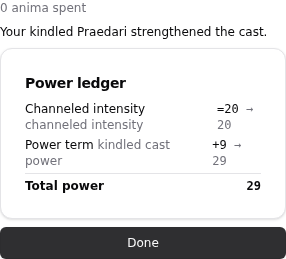 0 anima spent
Your kindled Praedari strengthened the cast.
Power ledger
Channeled intensity =20 →
channeled intensity 20
Power term kindled cast +9 →
power 29
Total power 29
Done